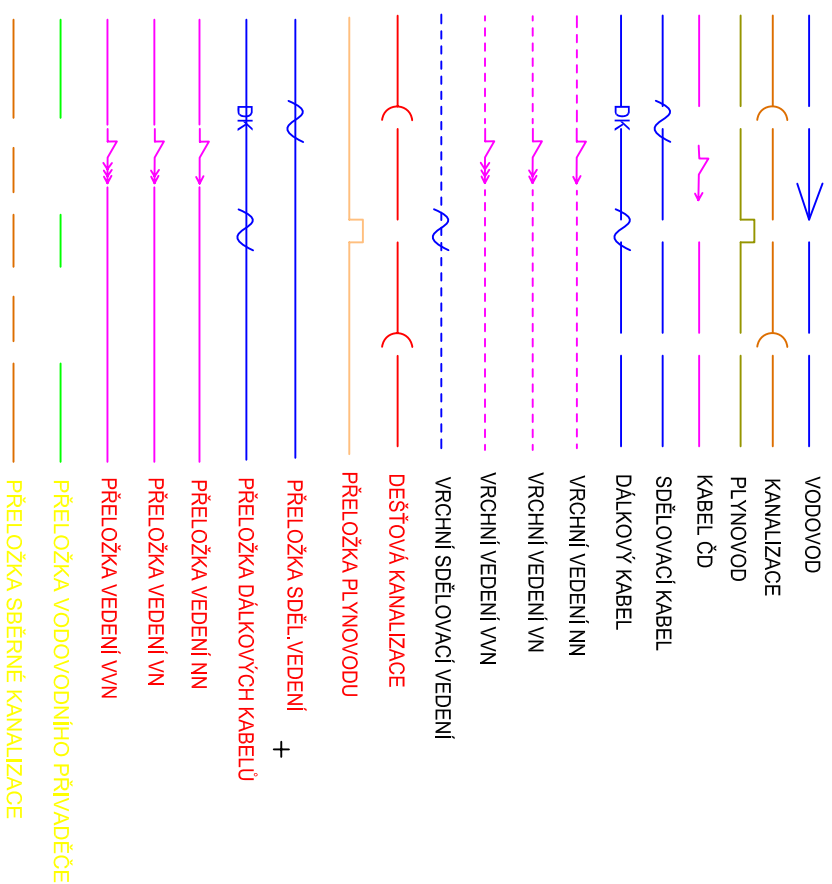 VODOVOD
KANALIZACE
PLYNOVOD
KABEL ČD
SDĚLOVACÍ KABEL
DK DÁLKOVÝ KABEL
VRCHNÍ VEDENÍ NN
VRCHNÍ VEDENÍ VN
VRCHNÍ VEDENÍ VVN
VRCHNÍ SDĚLOVACÍ VEDENÍ
DEŠŤOVÁ KANALIZACE
PŘELOŽKA PLYNOVODU
PŘELOŽKA SDĚL.VEDENÍ
DK PŘELOŽKA DÁLKOVÝCH KABELŮ
PŘELOŽKA VEDENÍ NN
PŘELOŽKA VEDENÍ VN
PŘELOŽKA VEDENÍ VVN
PŘELOŽKA VODOVODNÍHO PŘIVADĚČE
PŘELOŽKA SBĚRNÉ KANALIZACE